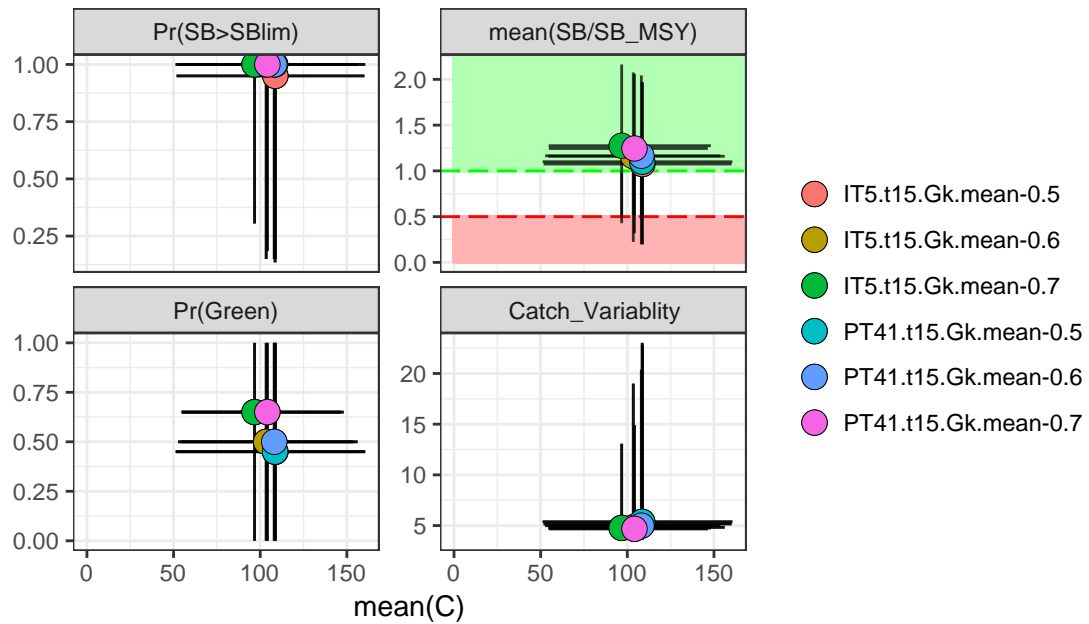 Pr(SB>SBlim)
mean(SB/SB_MSY)
1.00
0.75
0.50
0.25
2.0
1.5
1.0
0.5
0.0
Pr(Green)
Catch_Variablity
1.00
0.75
0.50
0.25
0.00
20
15
10
5
0 50 100 150
0 50 100 150
mean(C)
IT5.t15.Gk.mean-0.5
IT5.t15.Gk.mean-0.6
IT5.t15.Gk.mean-0.7
PT41.t15.Gk.mean-0.5
PT41.t15.Gk.mean-0.6
PT41.t15.Gk.mean-0.7